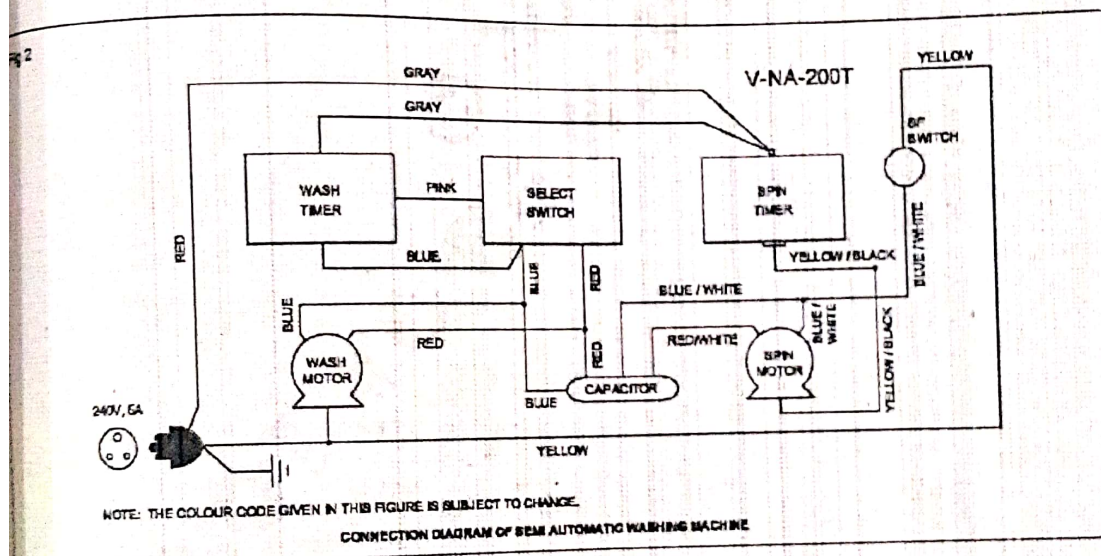 YELLOW
GRAY
V-NA-200T
GRAY
SWITCH
WASH
TIMER
PINK
SELECT
SWITCH
SPIN
TIMER
RED
BLUE
BLUE
RED
YELLOW / BLACK
BLUE / WHITE
BLUE / WHITE
BLUE
RED
RED
RED/WHITE
BLUE /
WHITE
YELLOW / BLACK
WASH
MOTOR
CAPACITOR
SPIN
MOTOR
BLUE
240V, 5A
YELLOW
NOTE: THE COLOUR CODE GIVEN IN THIS FIGURE IS SUBJECT TO CHANGE.
CONNECTION DIAGRAM OF SEMI AUTOMATIC WASHING MACHINE